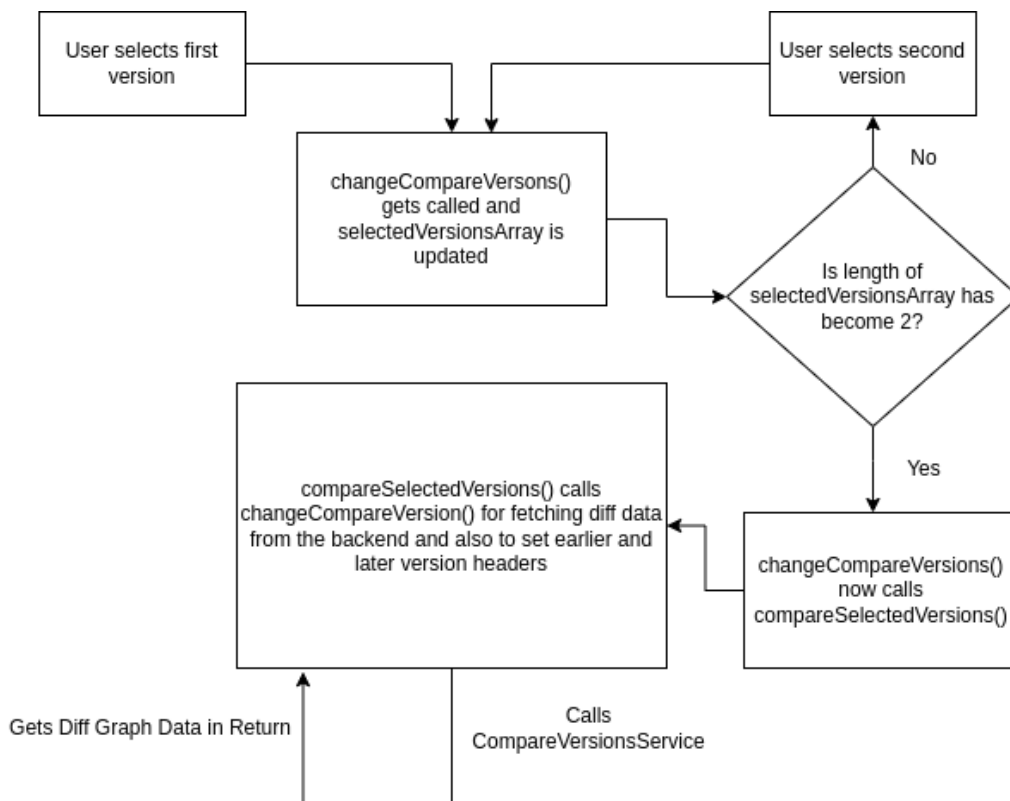 User selects first
version
User selects second
version
changeCompareVersons()
gets called and
selectedVersionsArray is
updated
No
Is length of
selectedVersionsArray has
become 2?
Yes
compareSelectedVersions() calls
changeCompareVersion() for fetching diff data
from the backend and also to set earlier and
later version headers
changeCompareVersions()
now calls
compareSelectedVersions()
Gets Diff Graph Data in Return
Calls
CompareVersionsService